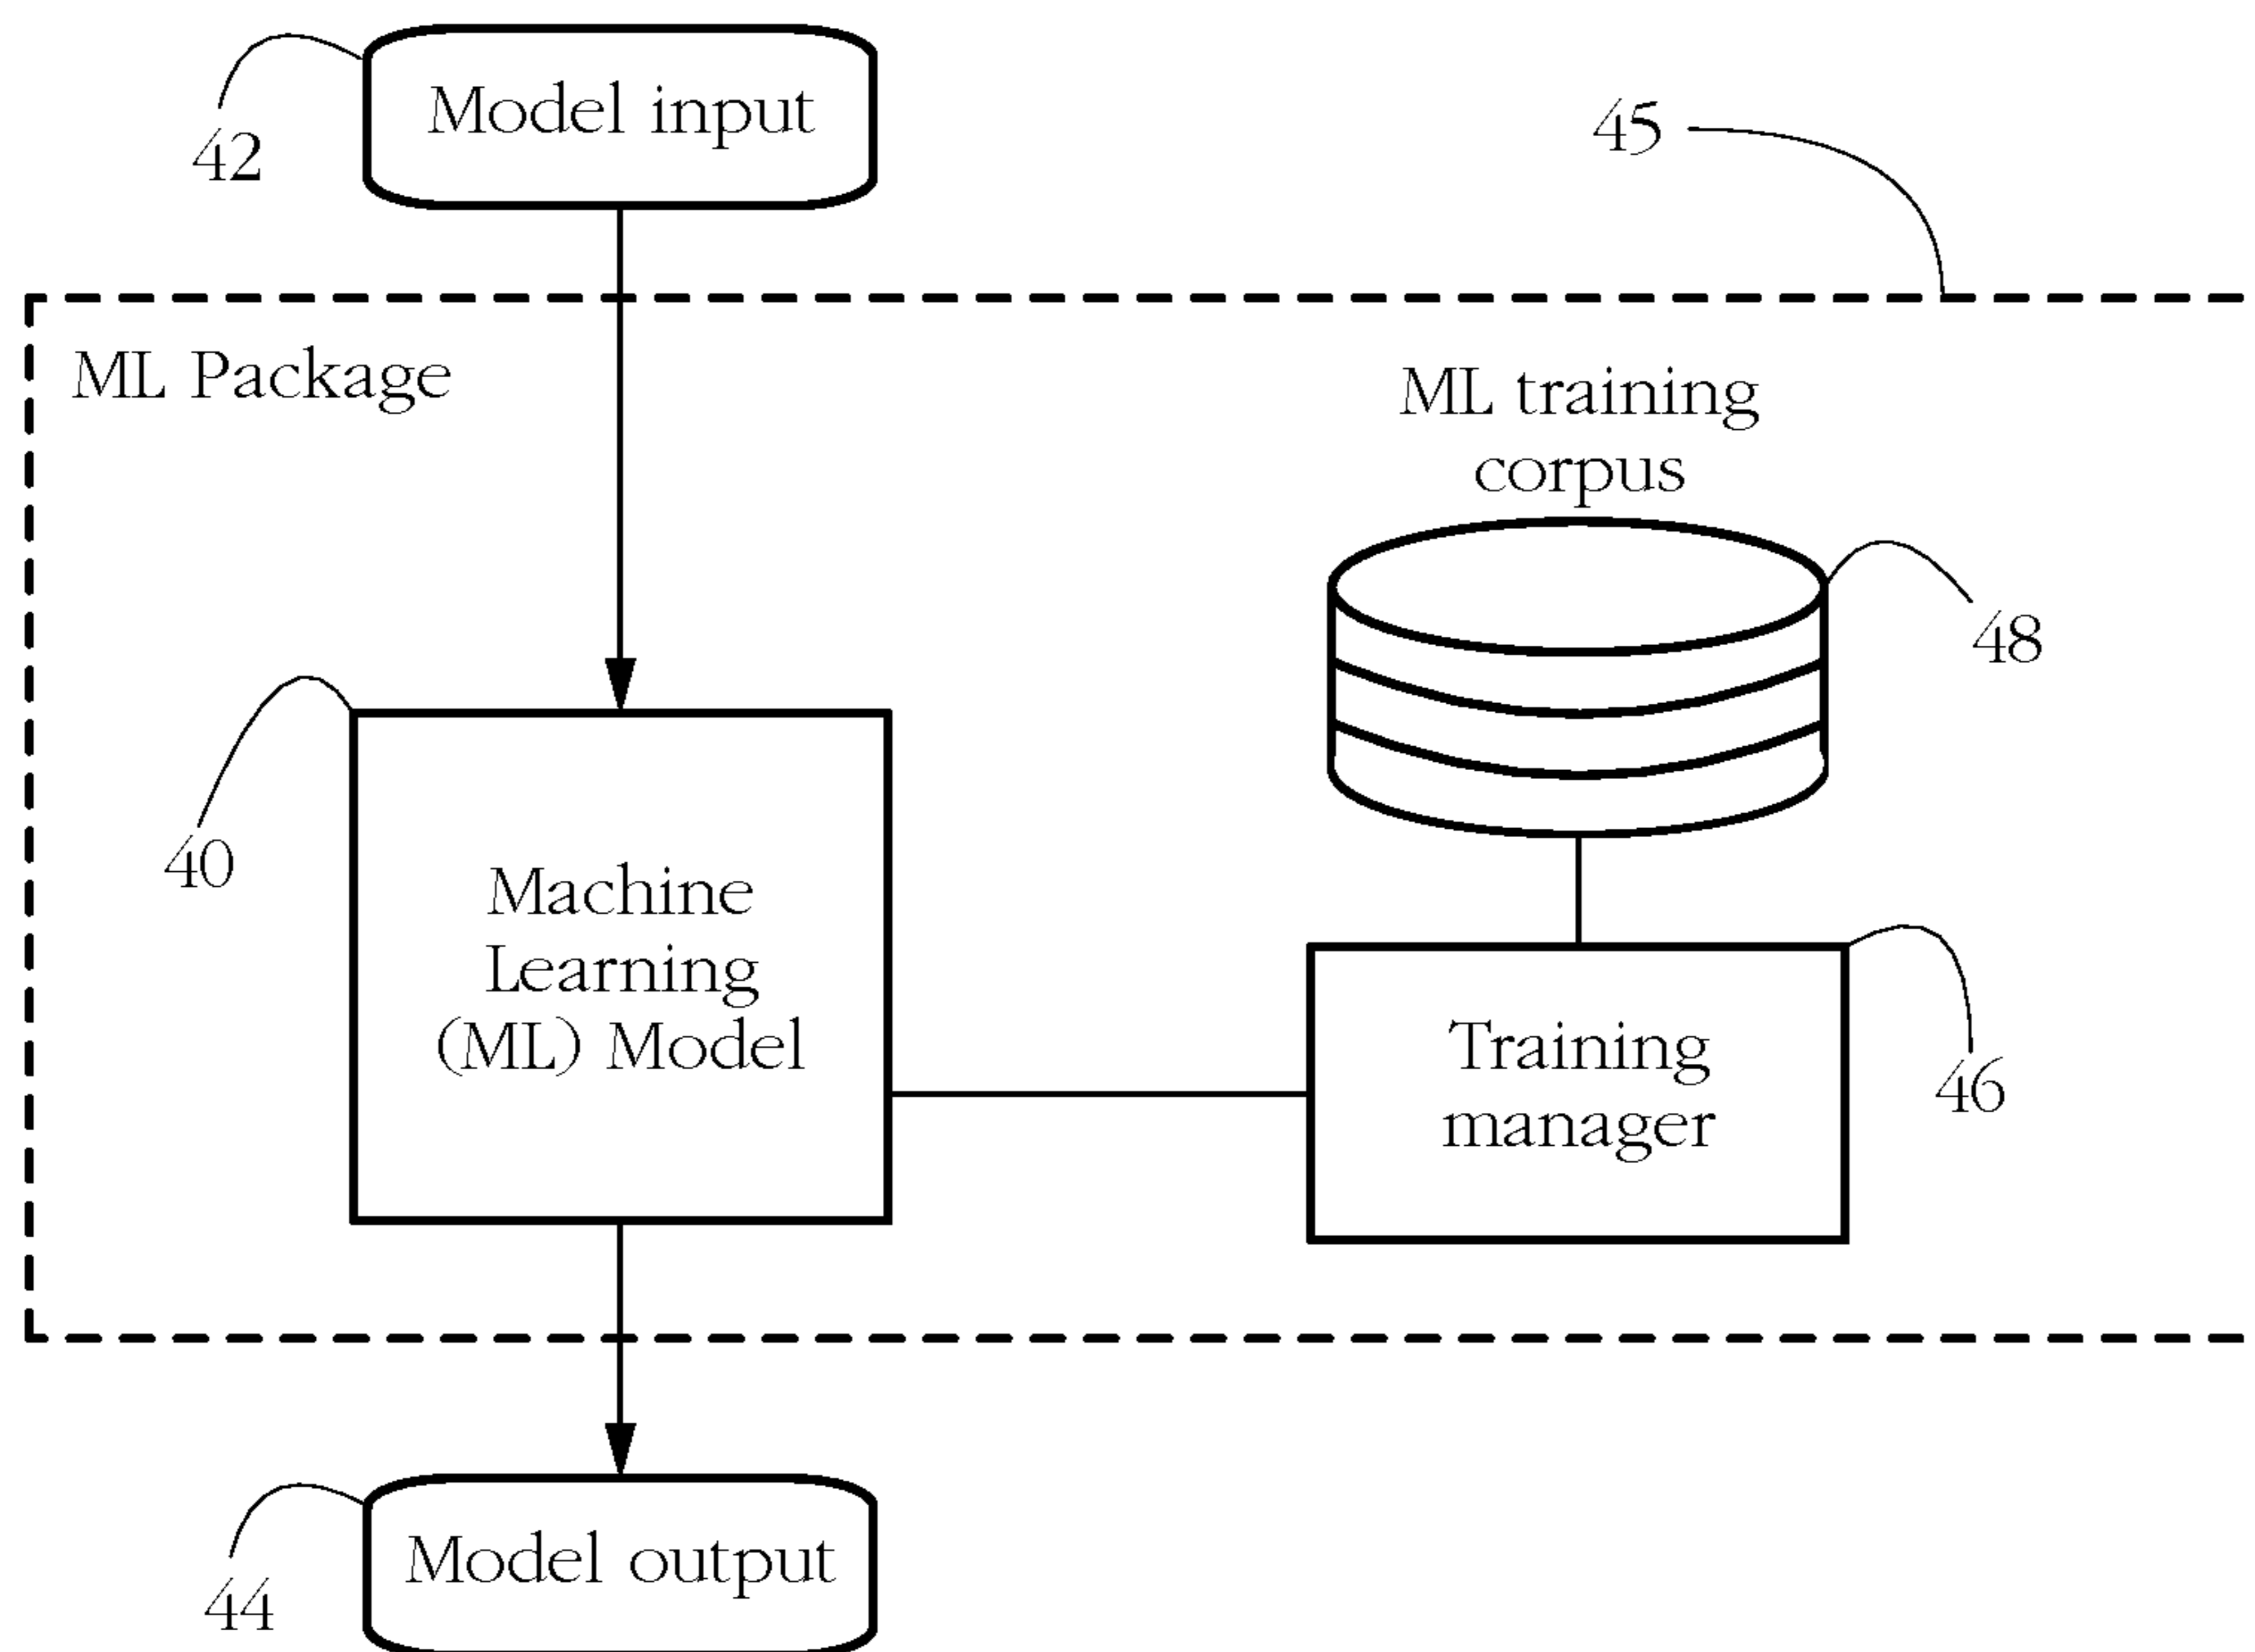 Model input
42
45
ML Package
ML training
corpus
48
40
Machine
Learning
(ML) Model
Training
manager
46
Model output
44